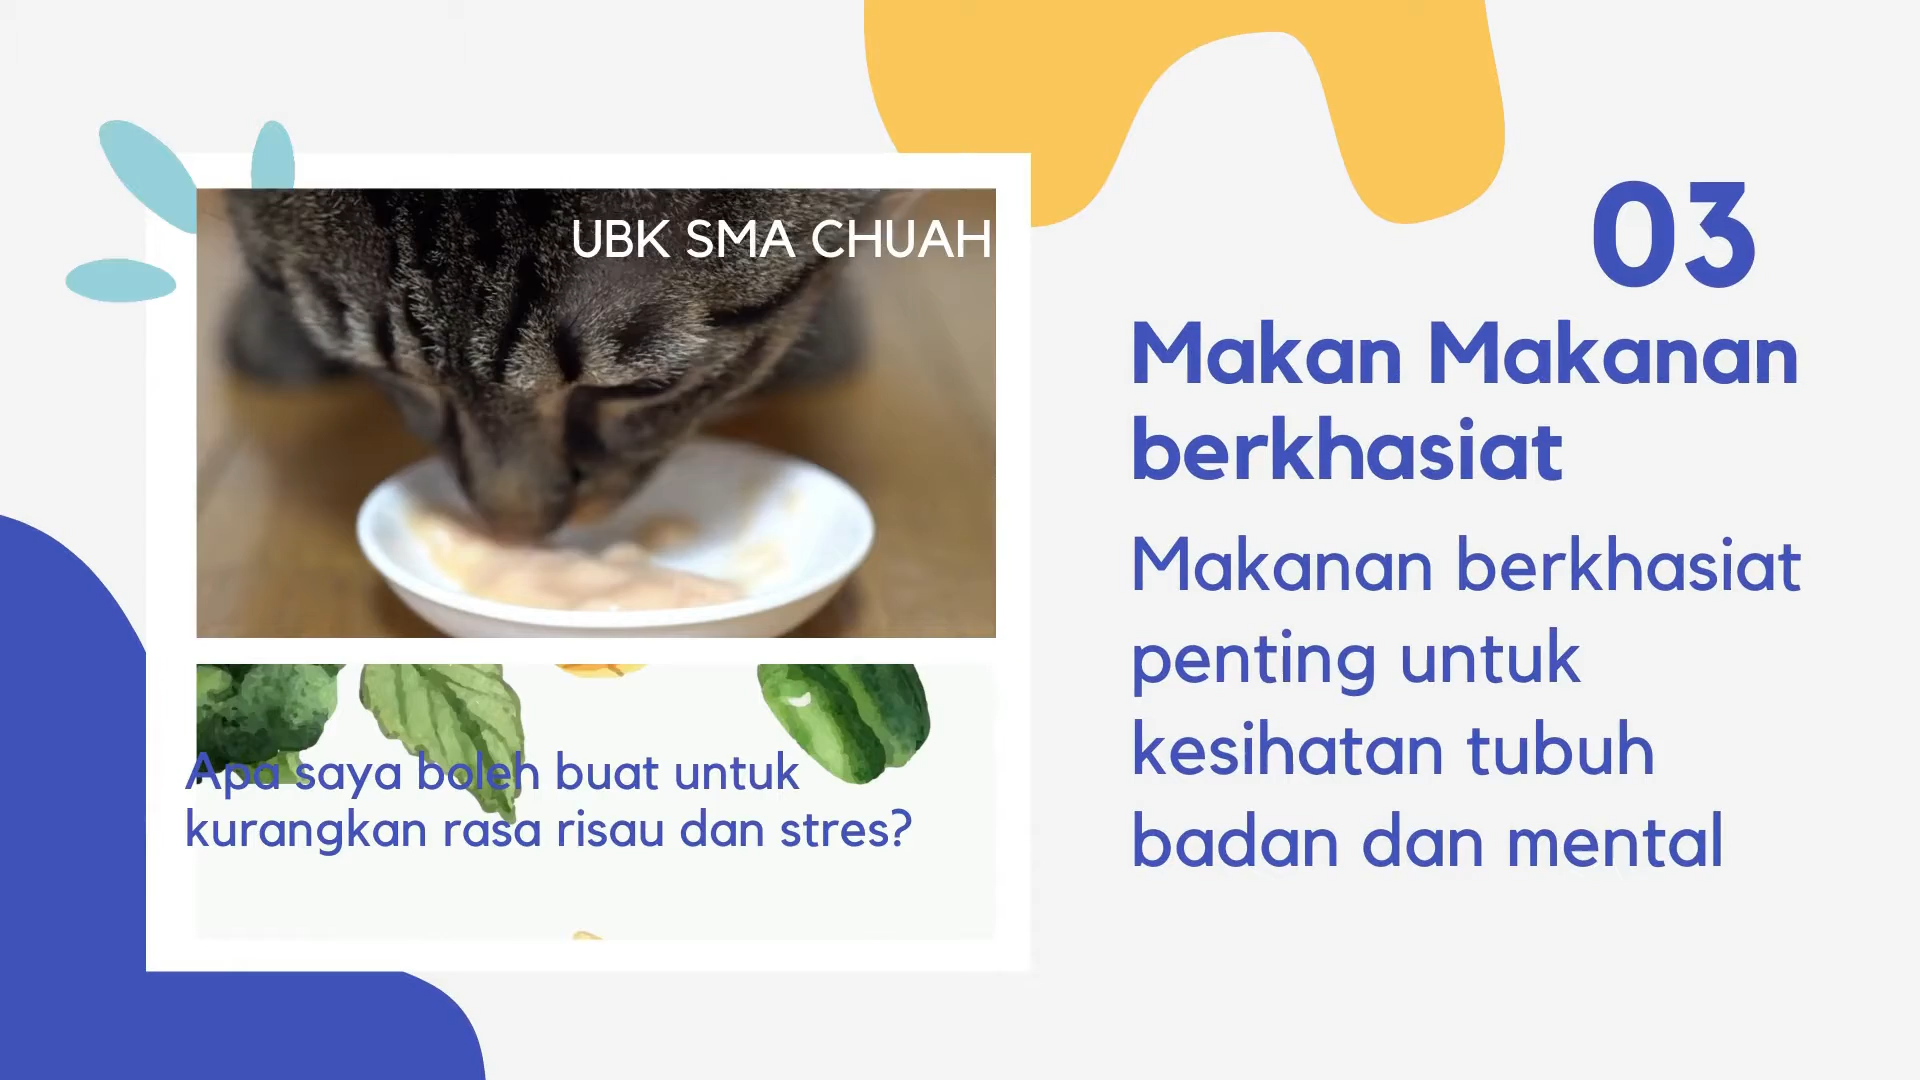 UBK SMA CHUAH
Apa saya boleh buat untuk
kurangkan rasa risau dan stres?
03
Makan Makanan
berkhasiat
Makanan berkhasiat
penting untuk
kesihatan tubuh
badan dan mental